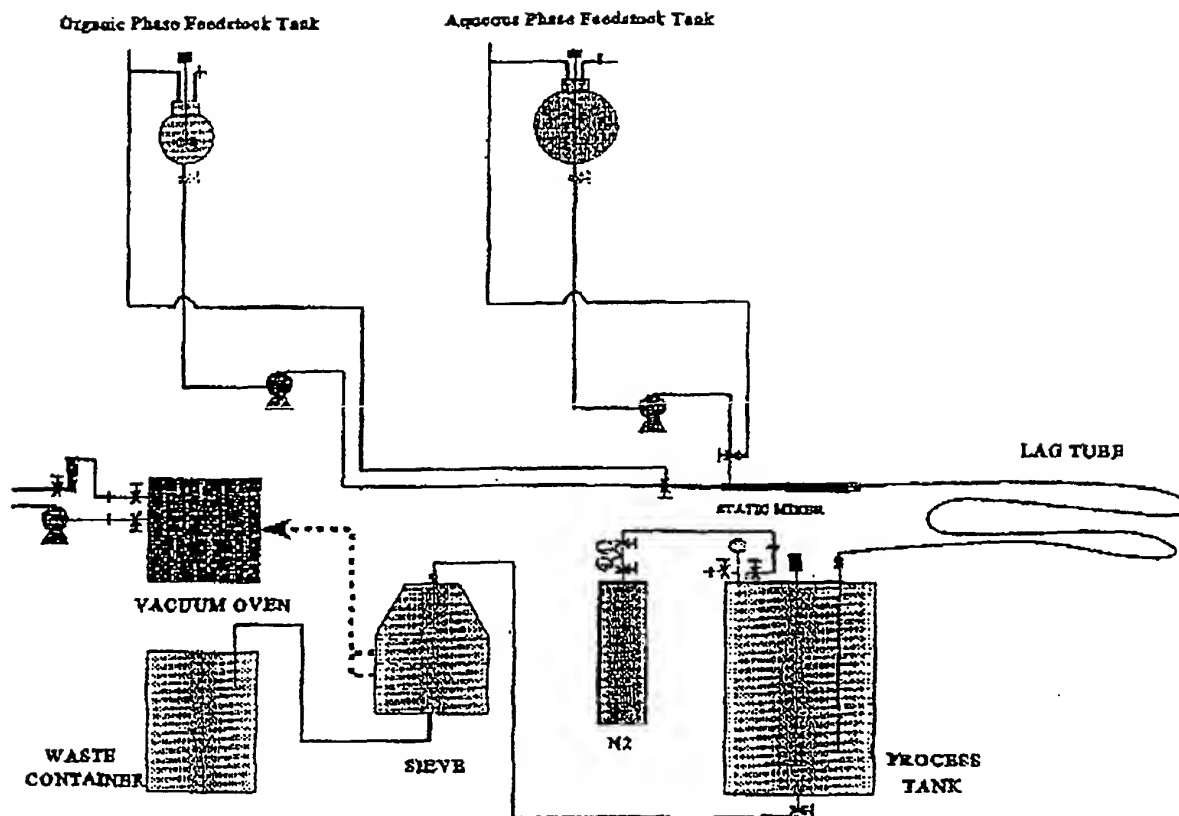 Organic Phase Feedstock Tank
Aqueous Phase Feedstock Tank
LAG TUBE
STATIC MIXER
VACUUM OVEN
N2
WASTE
CONTAINER
SIEVE
PROCESS
TANK